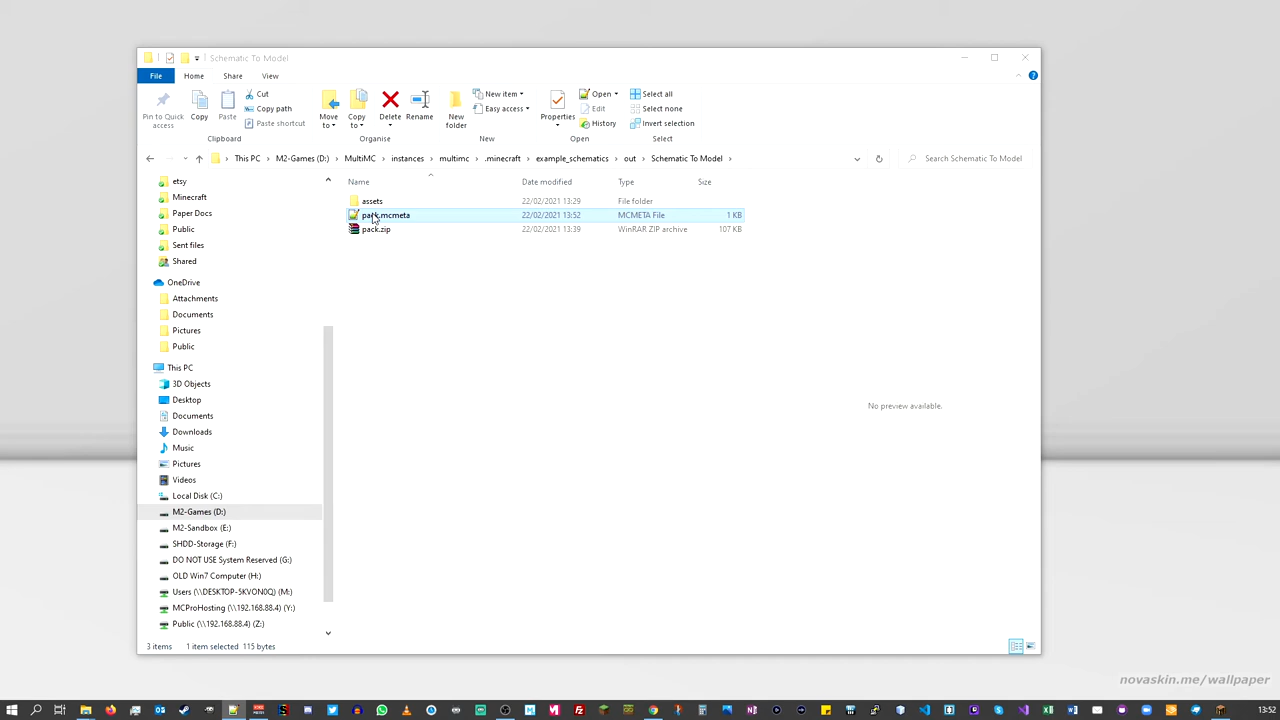 Schematic To Model
File Home Share View
Pin to Quick access
Copy
Paste
Cut
Copy path
Paste shortcut
Clipboard
Move to
Copy to
Delete
Rename
Organise
New folder
New item
Easy access
New
Properties
Open
Edit
History
Open
Select all
Select none
Invert selection
Select
This PC > M2-Games (D:) > MultiMC > instances > multimc > .minecraft > example_schematics > out > Schematic To Model >
Search Schematic To Model
Name Date modified Type Size
assets 22/02/2021 13:29 File folder
pack.mcmeta 22/02/2021 13:52 MCMETA File 1 KB
pack.zip 22/02/2021 13:39 WinRAR ZIP archive 107 KB
etsy
Minecraft
Paper Docs
Public
Sent files
Shared
OneDrive
Attachments
Documents
Pictures
Public
This PC
3D Objects
Desktop
Documents
Downloads
Music
Pictures
Videos
Local Disk (C:)
M2-Games (D:)
M2-Sandbox (E:)
SHDD-Storage (F:)
DO NOT USE System Reserved (G:)
OLD Win7 Computer (H:)
Users (\\DESKTOP-5KVON0Q) (M:)
MCProHosting (\\192.168.88.4) (Y:)
Public (\\192.168.88.4) (Z:)
No preview available.
3 items 1 item selected 115 bytes
novaskin.me/wallpaper
13:52